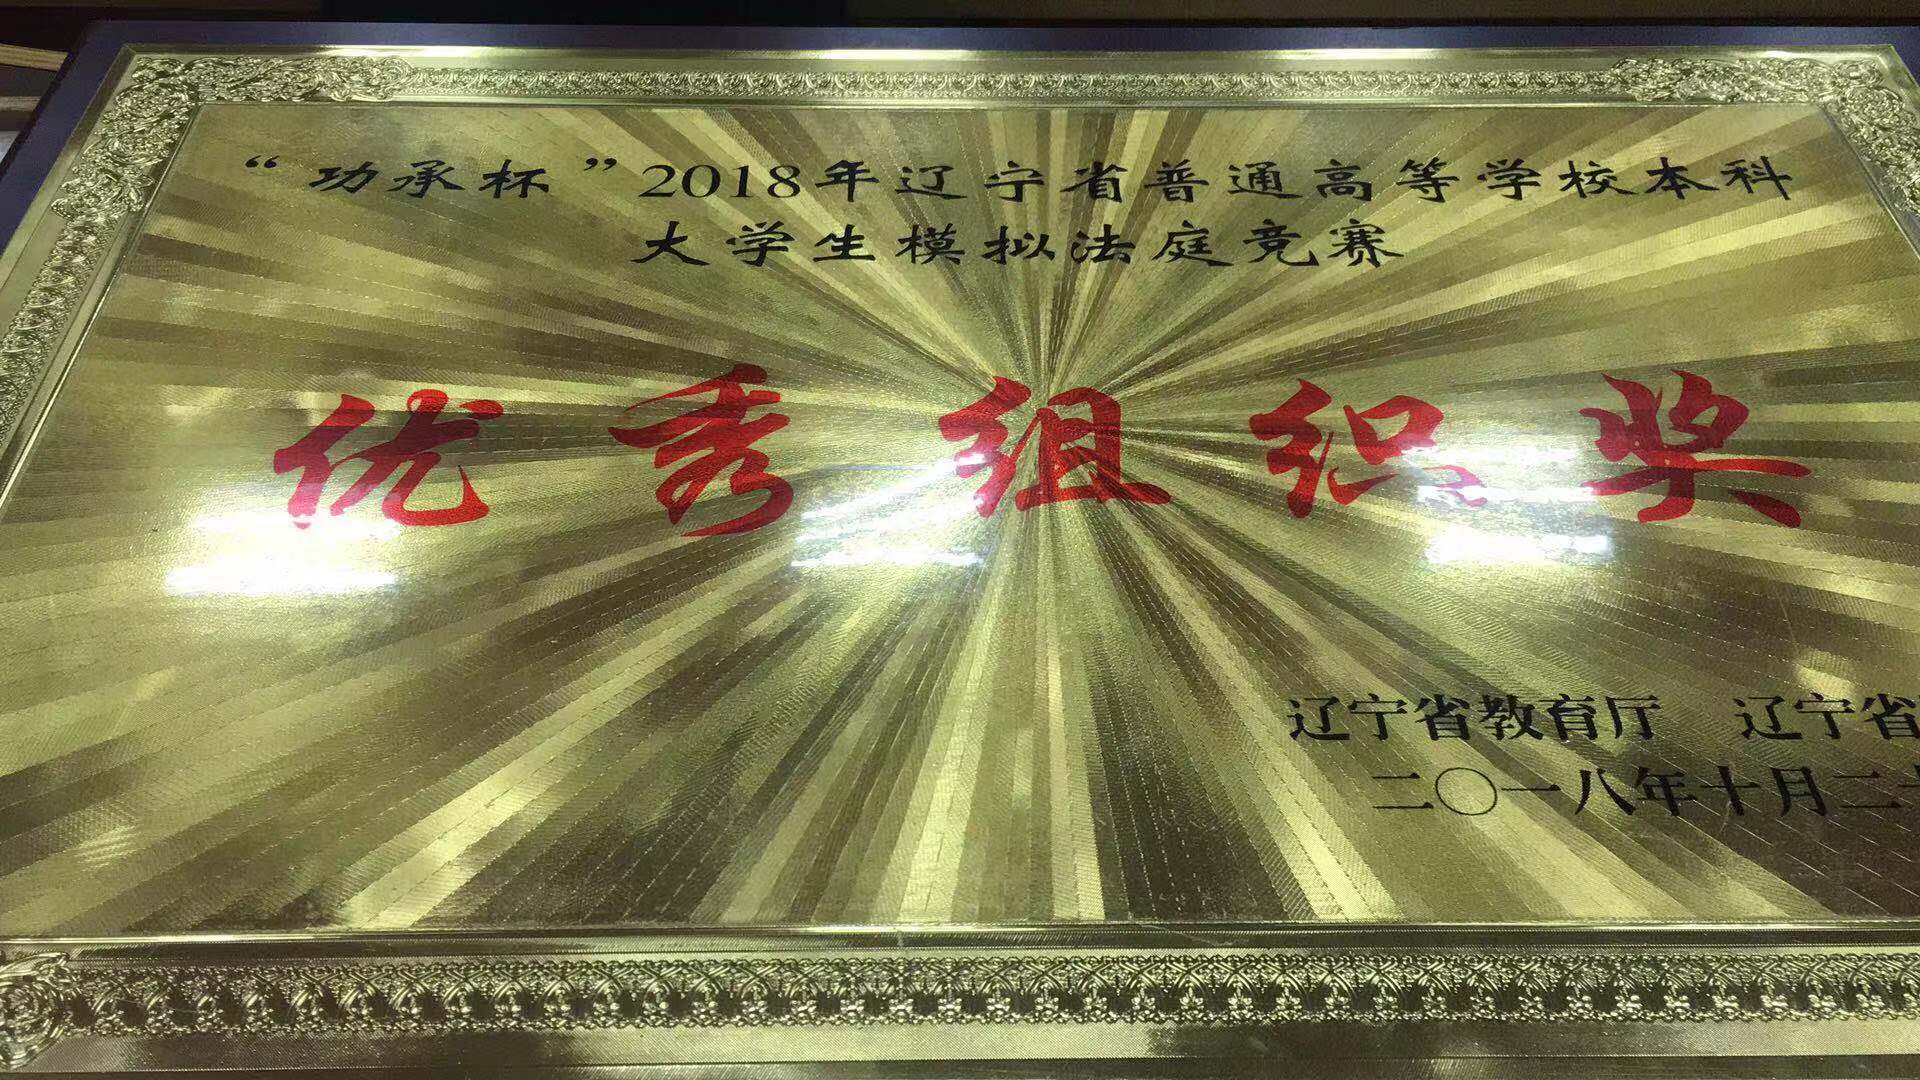 “功承杯”2018年辽宁省普通高等学校本科
大学生模拟法庭竞赛
优秀组织奖
辽宁省教育厅 辽宁省
二〇一八年十月二十